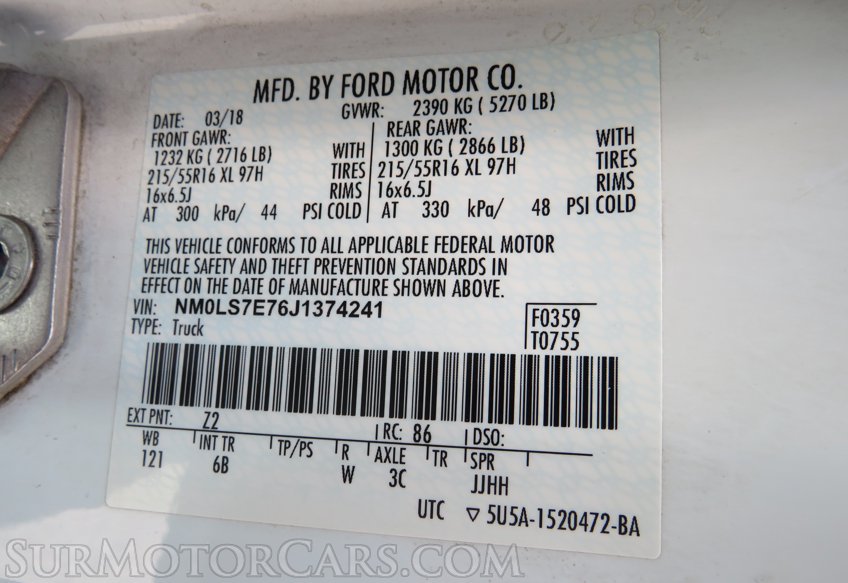 MFD. BY FORD MOTOR CO.
DATE: 03/18 GVWR: 2390 KG ( 5270 LB)
FRONT GAWR: REAR GAWR:
1232 KG ( 2716 LB) WITH 1300 KG ( 2866 LB) WITH
215/55R16 XL 97H TIRES 215/55R16 XL 97H TIRES
16x6.5J RIMS 16x6.5J RIMS
AT 300 kPa/ 44 PSI COLD AT 330 kPa/ 48 PSI COLD
THIS VEHICLE CONFORMS TO ALL APPLICABLE FEDERAL MOTOR
VEHICLE SAFETY AND THEFT PREVENTION STANDARDS IN
EFFECT ON THE DATE OF MANUFACTURE SHOWN ABOVE.
VIN: NM0LS7E76J1374241
TYPE: Truck
F0359
T0755
EXT PNT: Z2 RC: 86 DSO:
WB INT TR TP/PS R AXLE TR SPR
121 6B W 3C JJHH
UTC ▽ 5U5A-1520472-BA
SURMOTORCARS.COM